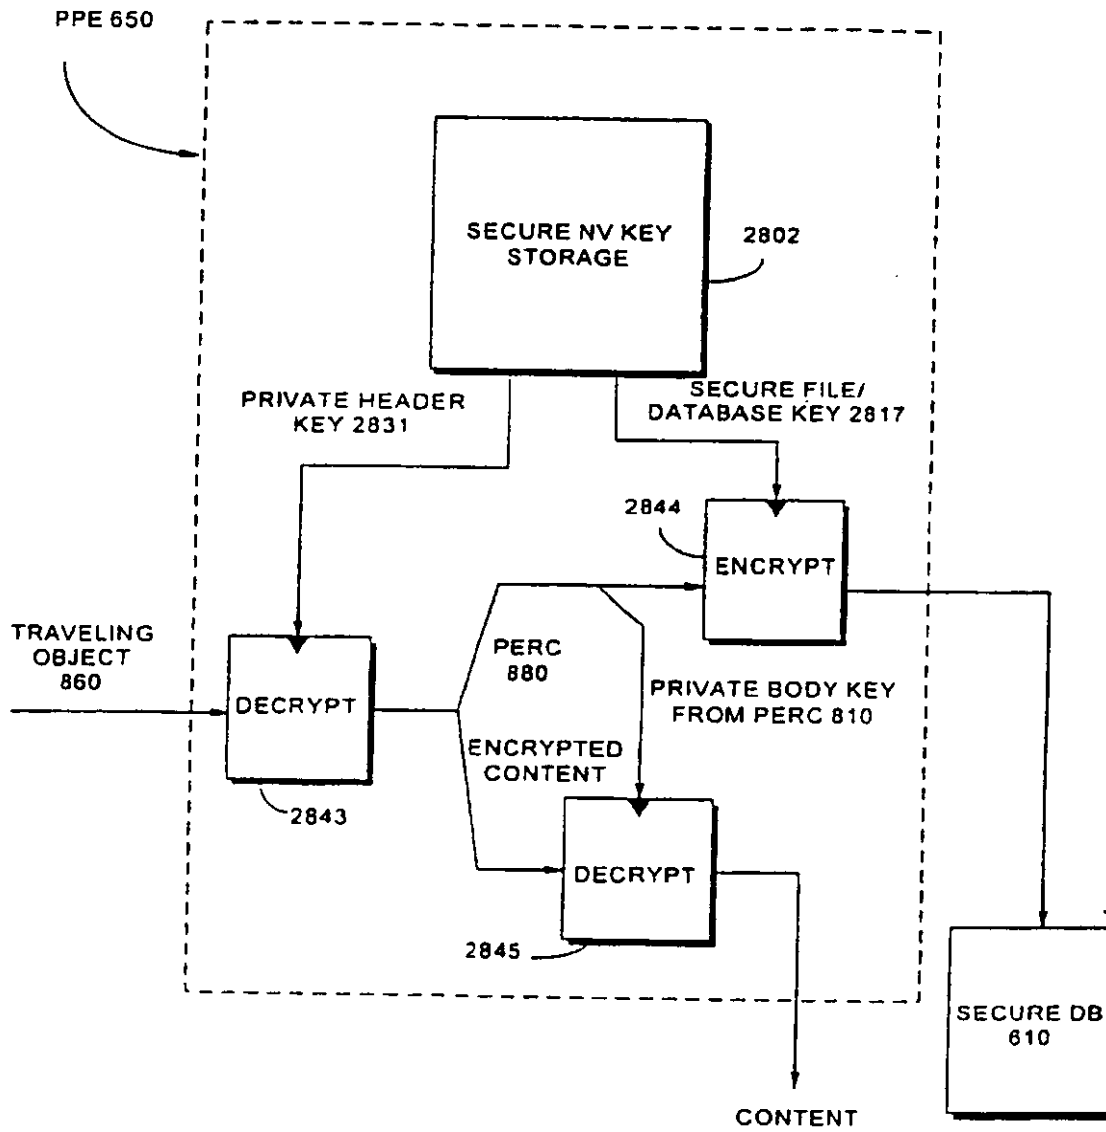 PPE 650
SECURE NV KEY
STORAGE
2802
PRIVATE HEADER
KEY 2831
SECURE FILE/
DATABASE KEY 2817
2844
ENCRYPT
TRAVELING
OBJECT
860
DECRYPT
PERC
880
PRIVATE BODY KEY
FROM PERC 810
ENCRYPTED
CONTENT
2843
DECRYPT
2845
SECURE DB
610
CONTENT